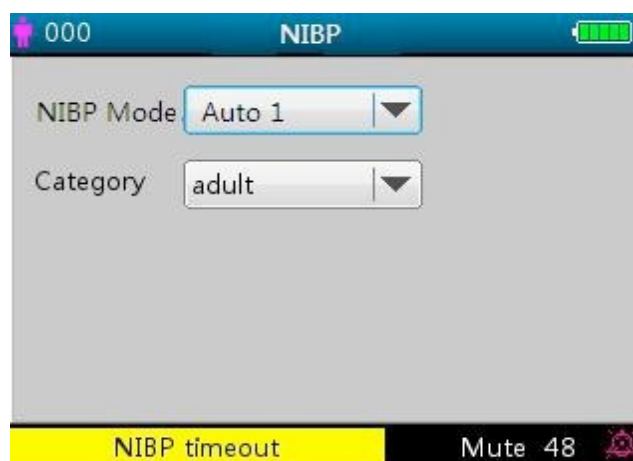 000 NIBP
NIBP Mode Auto 1
Category adult
NIBP timeout Mute 48